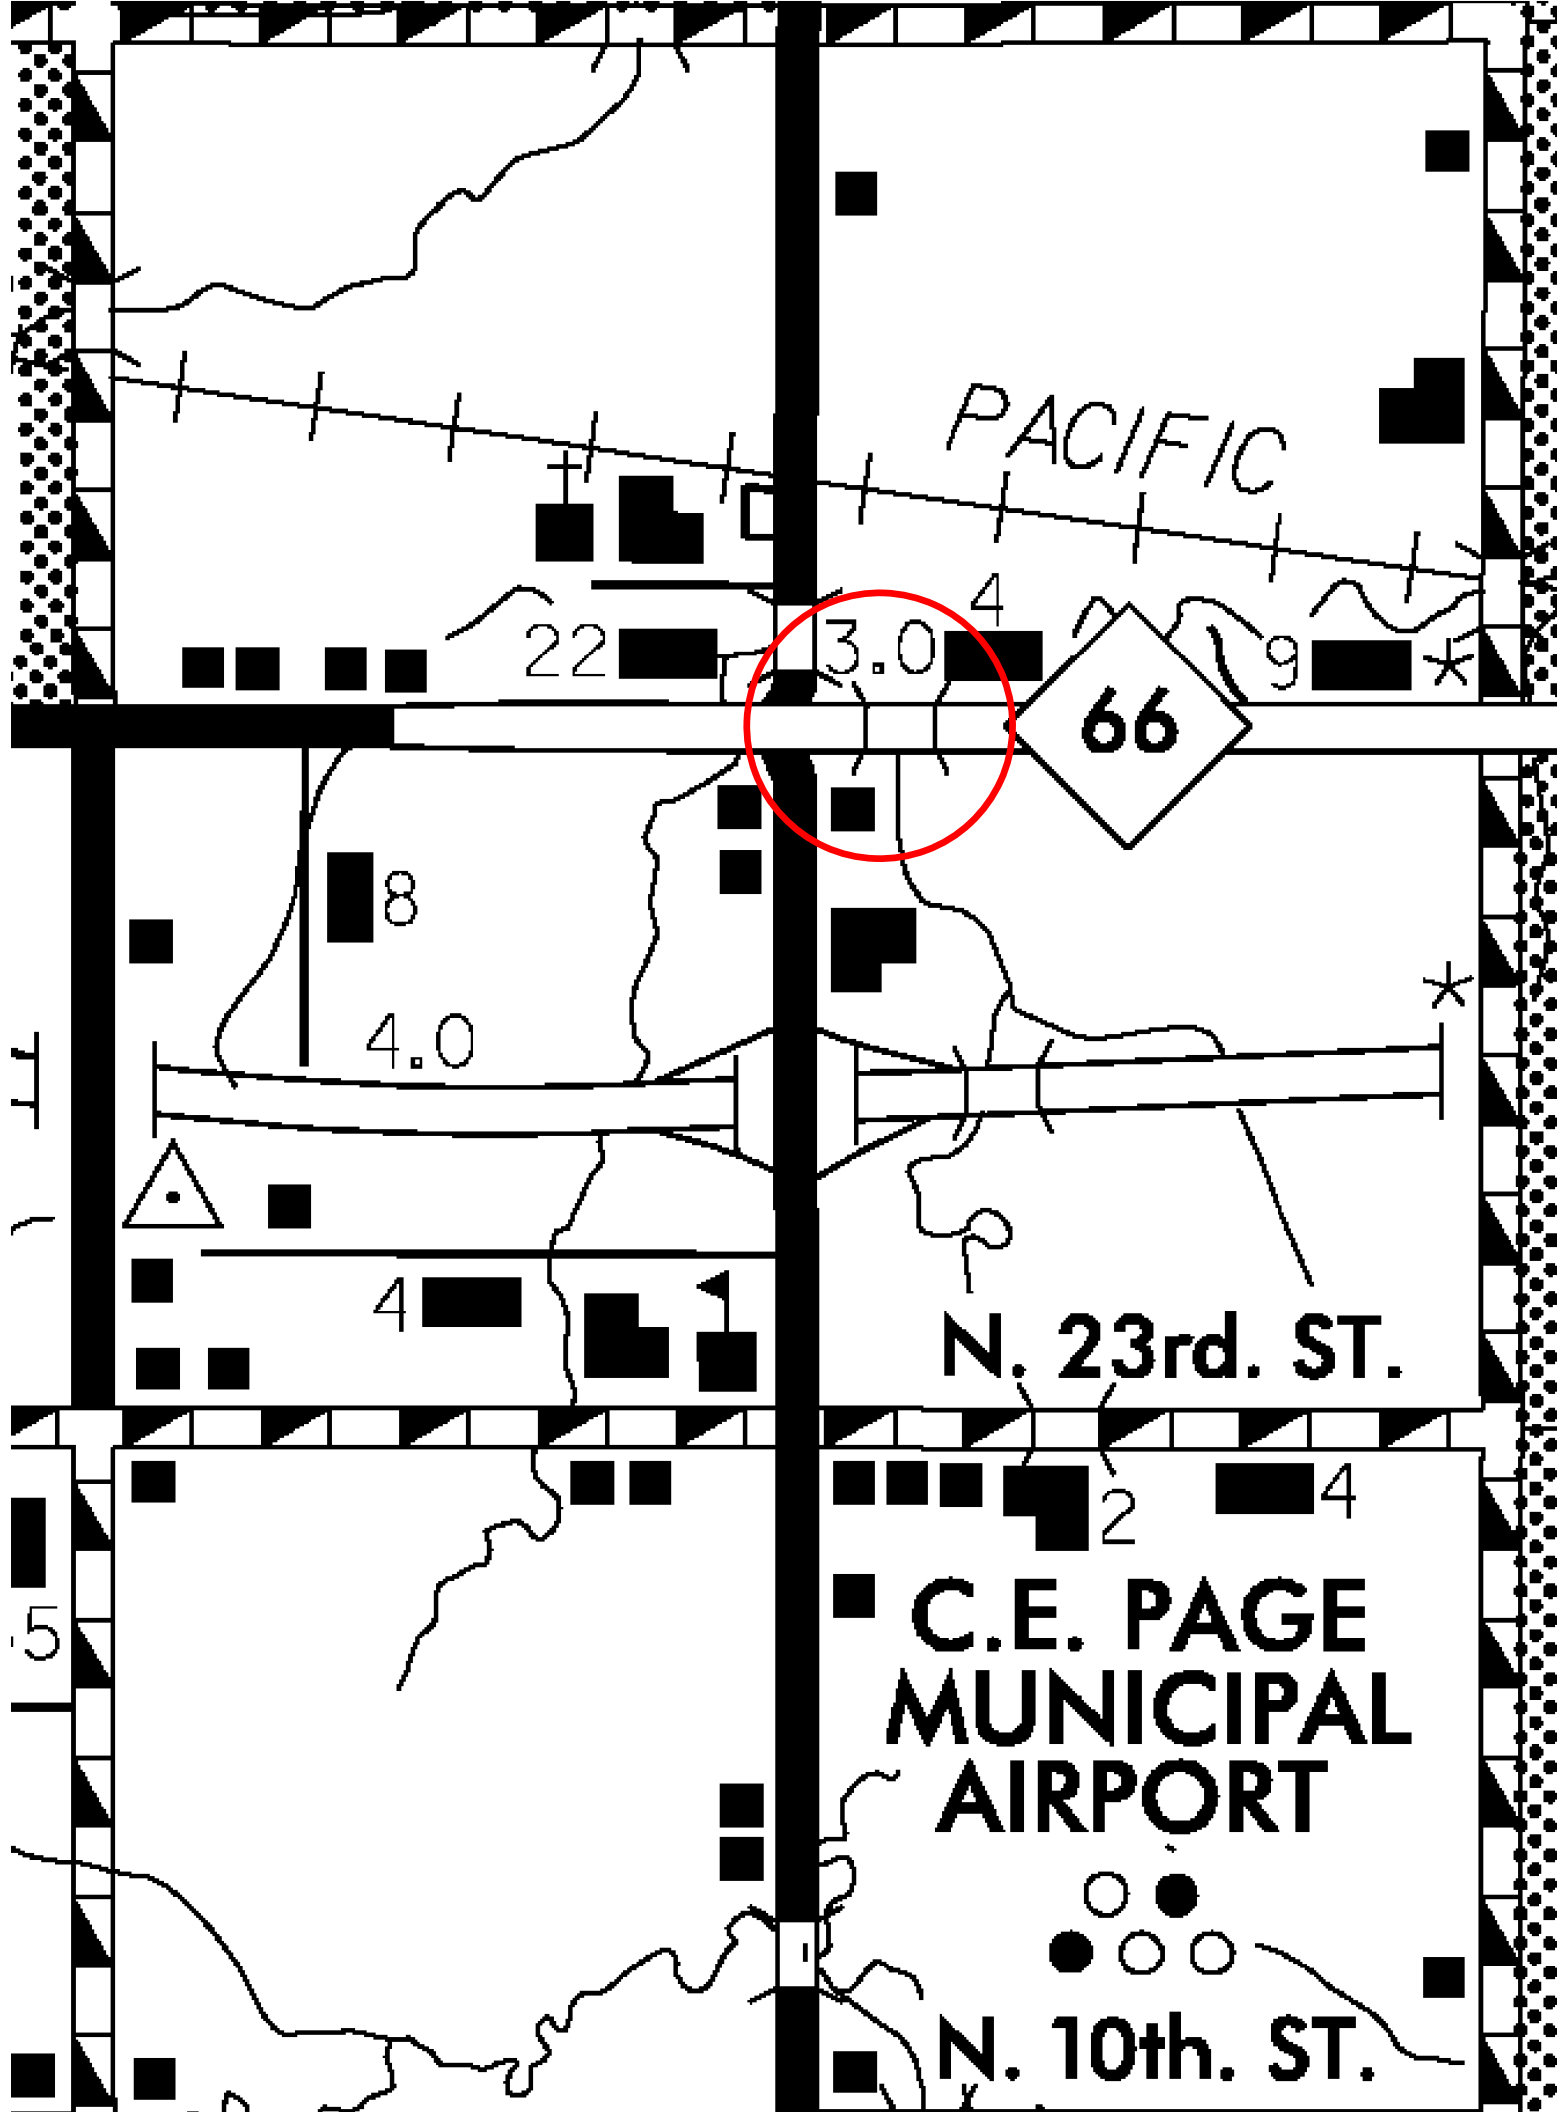 PACIFIC
4
22
3.0
9
66
8
4.0
4
N. 23rd. ST.
2
4
5
C.E. PAGE
MUNICIPAL
AIRPORT
N. 10th. ST.